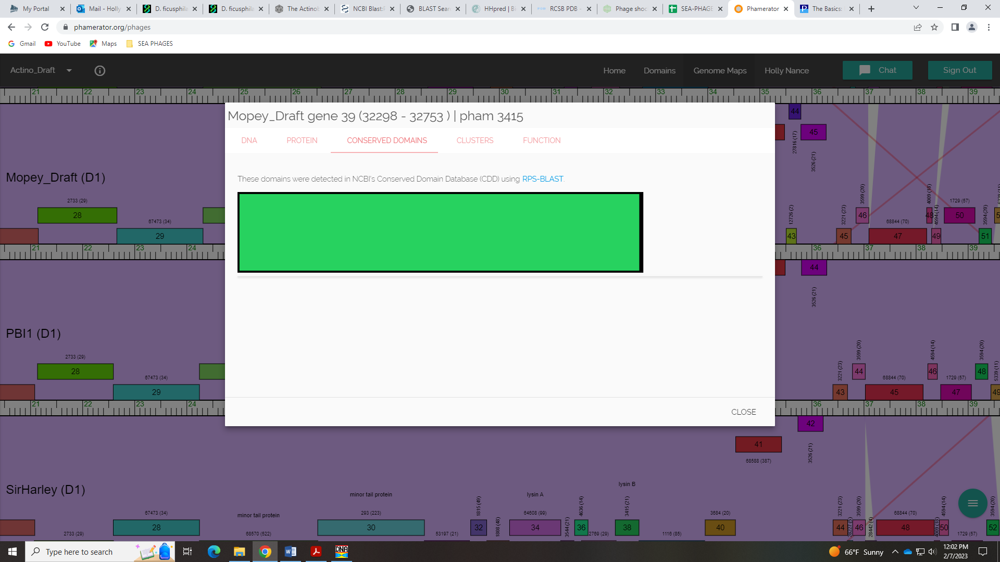 My Portal
Mail - Holly
D. ficusphila
D. ficusphila
The Actinob
NCBI Blast:F
BLAST Sear
HHpred | Bi
RCSB PDB -
Phage shoc
SEA-PHAGE
Phamerator
The Basics:
phamerator.org/phages
Gmail YouTube Maps SEA PHAGES
Actino_Draft
Home Domains Genome Maps Holly Nance Chat Sign Out
21 22 23 24 25 26 27 28 29 30 31 32 33 34 35 36 37 38 39
Mopey_Draft gene 39 (32298 - 32753 ) | pham 3415
DNA PROTEIN CONSERVED DOMAINS CLUSTERS FUNCTION
These domains were detected in NCBI's Conserved Domain Database (CDD) using RPS-BLAST.
CLOSE
44
45
27816 (17)
3526 (21)
Mopey_Draft (D1)
2733 (29)
28
67473 (34)
29
12726 (2)
43
3221 (23)
45
3599 (20)
46
68844 (70)
47
4009 (18)
48
4594 (14)
49
1729 (57)
50
3594 (20)
51
21 22 23 24 36 37 38 39
44
3526 (21)
PBI1 (D1)
2733 (29)
28
67473 (34)
29
3221 (23)
43
3599 (20)
44
68844 (70)
45
4594 (14)
46
1729 (57)
47
3594 (20)
48
5339 (11)
49
21 22 23 24 36 37 38 39
42
41
68588 (387)
3526 (21)
SirHarley (D1)
67473 (34)
28
2733 (29)
minor tail protein
68570 (522)
minor tail protein
293 (223)
30
53197 (21)
1815 (49)
32
1808 (48)
lysin A
64608 (99)
34
3544 (21)
4636 (14)
36
2769 (29)
lysin B
3415 (21)
38
1116 (85)
3684 (20)
40
3221 (23)
44
28227 (5)
3599 (20)
46
28442 (4)
68844 (70)
48
4009 (18)
4594 (14)
50
1729 (57)
3594 (20)
52
Type here to search
DNA
66°F Sunny
12:02 PM
2/7/2023